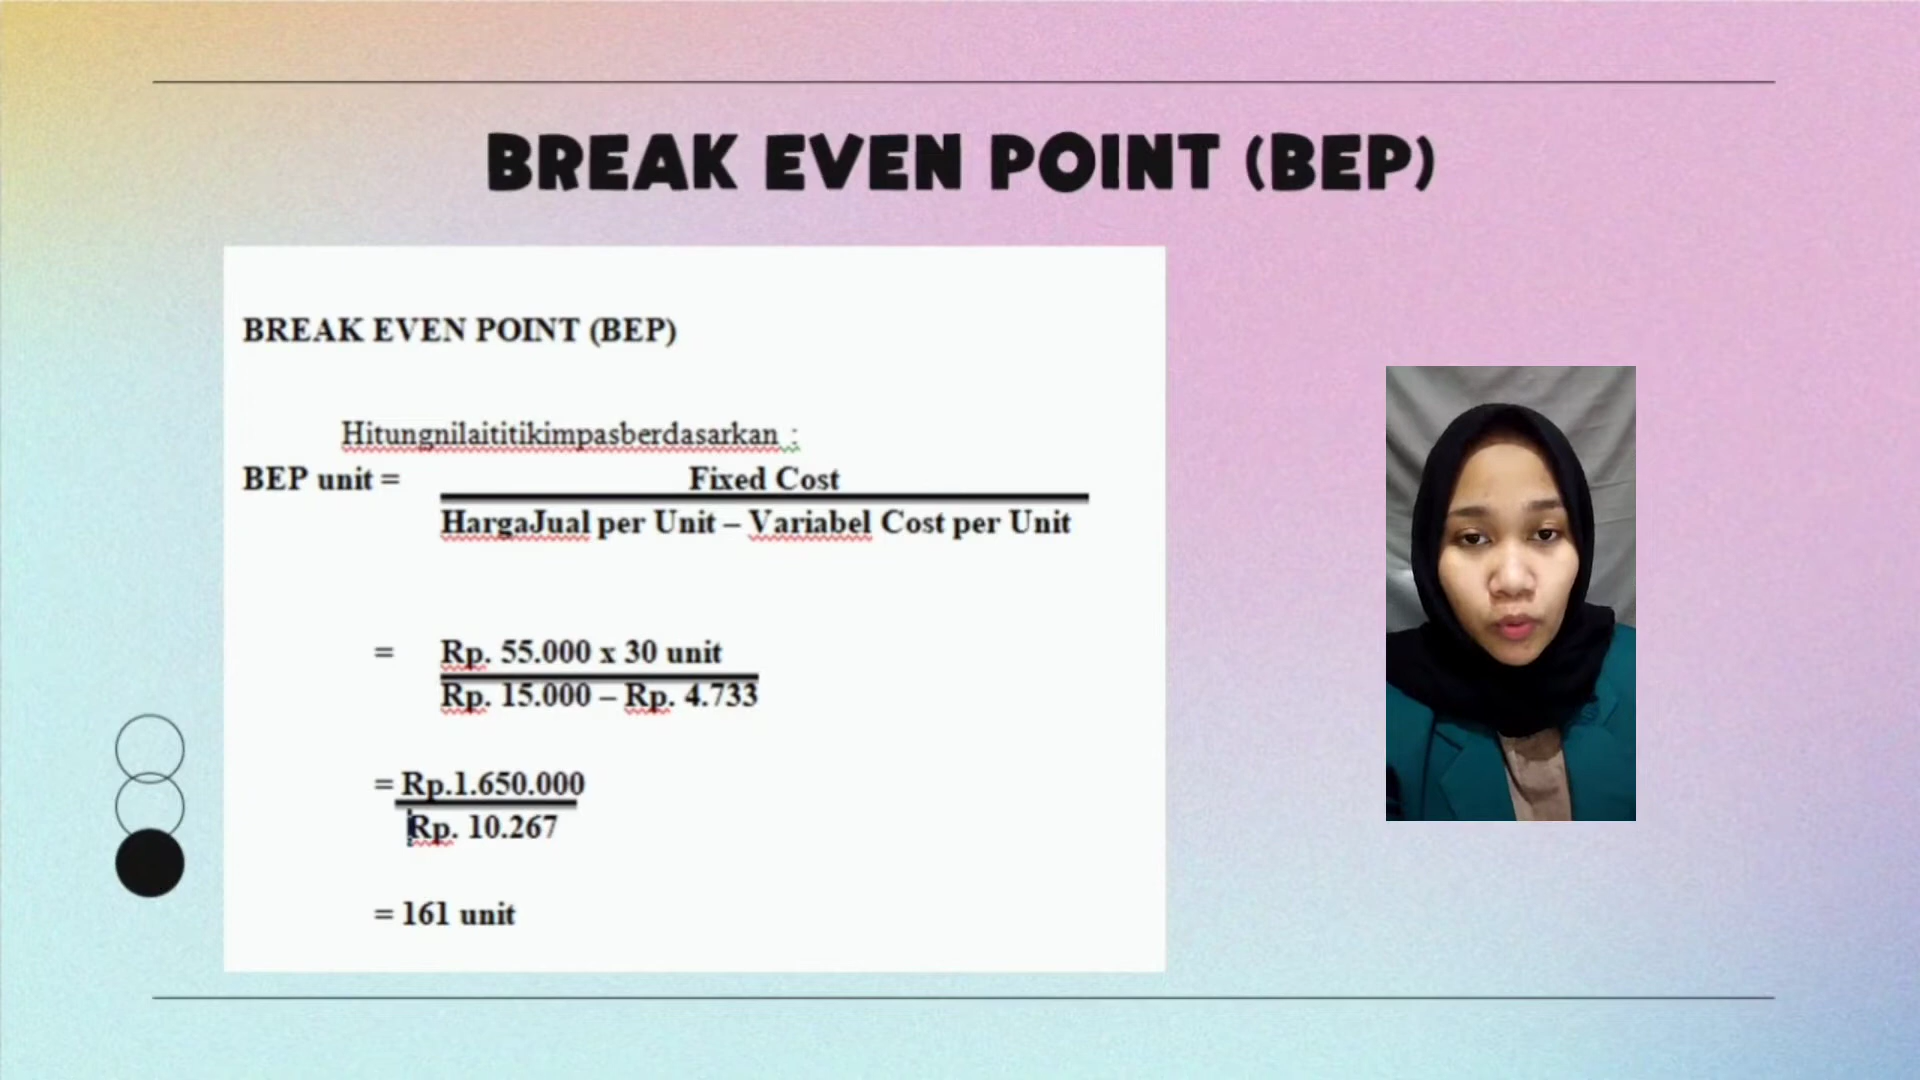 BREAK EVEN POINT (BEP)
BREAK EVEN POINT (BEP)
Hitungnilaititikimpasberdasarkan :
BEP unit = Fixed Cost
HargaJual per Unit – Variabel Cost per Unit
= Rp. 55.000 x 30 unit
Rp. 15.000 – Rp. 4.733
= Rp.1.650.000
Rp. 10.267
= 161 unit